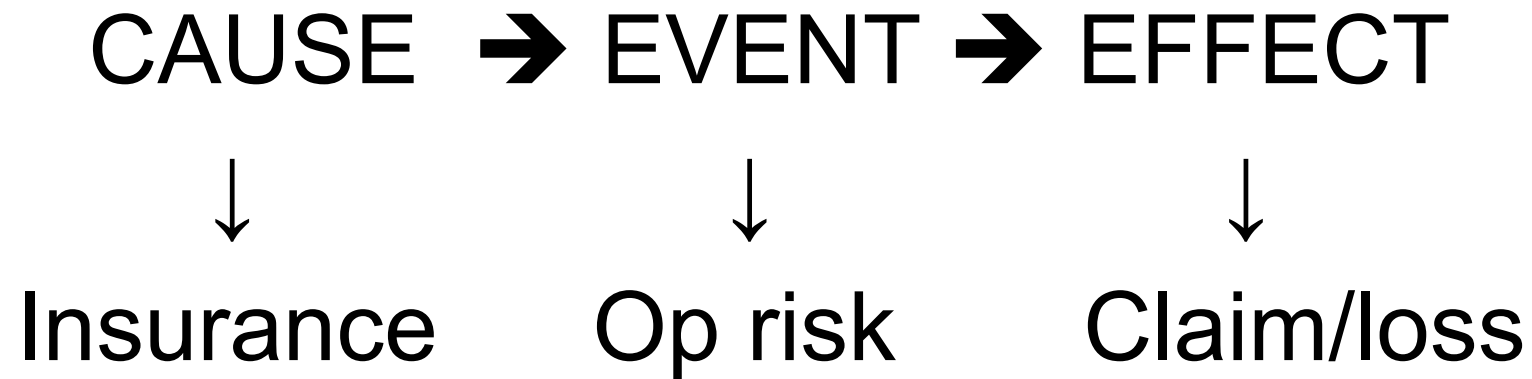 CAUSE ➔ EVENT ➔ EFFECT
↓ ↓ ↓
Insurance Op risk Claim/loss